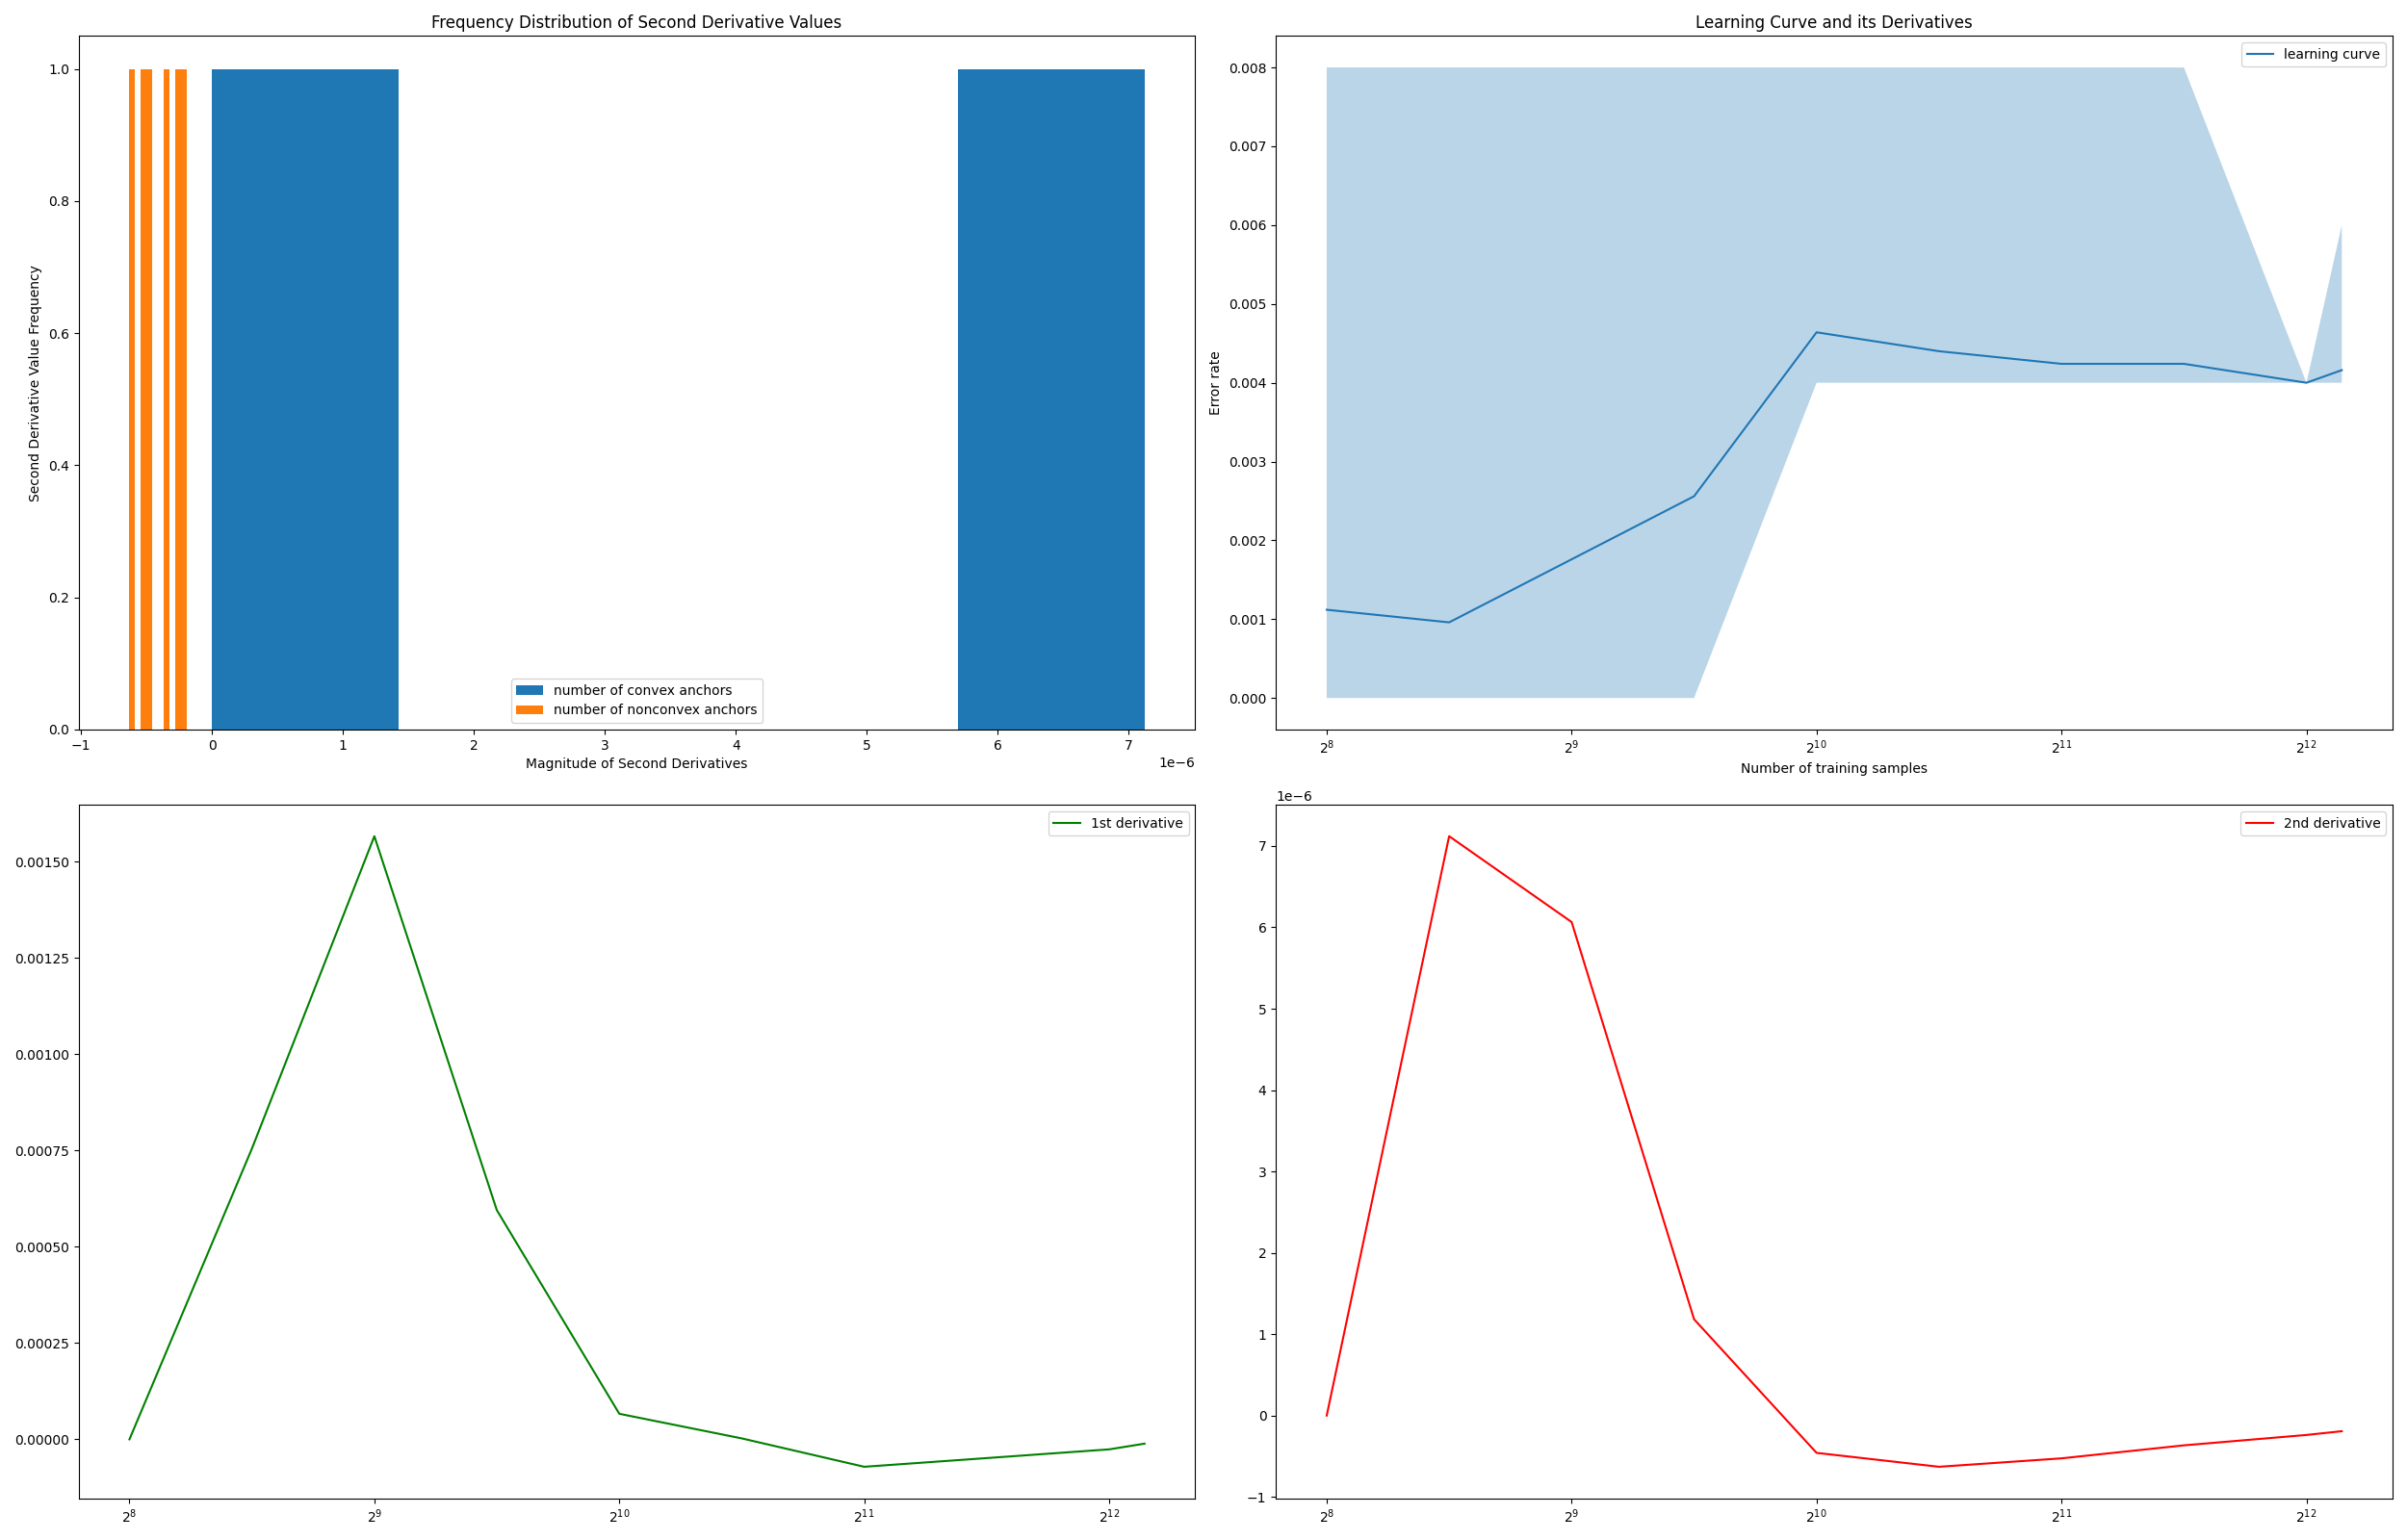 Frequency Distribution of Second Derivative Values
1.0
0.8
0.6
0.4
0.2
0.0
Second Derivative Value Frequency
number of convex anchors
number of nonconvex anchors
−1 0 1 2 3 4 5 6 7
1e−6
Magnitude of Second Derivatives
Learning Curve and its Derivatives
learning curve
0.008
0.007
0.006
0.005
0.004
0.003
0.002
0.001
0.000
Error rate
2^8 2^9 2^10 2^11 2^12
Number of training samples
1st derivative
0.00150
0.00125
0.00100
0.00075
0.00050
0.00025
0.00000
2^8 2^9 2^10 2^11 2^12
1e−6
2nd derivative
7
6
5
4
3
2
1
0
−1
2^8 2^9 2^10 2^11 2^12